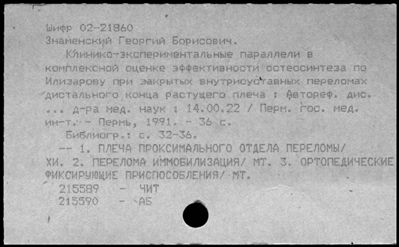 Шифр 02-21860
Знаменский Георгий Борисович.
Клинико-экспериментальные параллели в
комплексной оценке эффективности остеосинтеза по
Илизарову при закрытых внутрисуставных переломах
дистального конца растущего плеча : Автореф. дис.
... д-ра мед. наук : 14.00.22 / Перм. гос. мед.
ин-т. - Пермь, 1991. - 36 с.
Библиогр.: с. 32-36.
-- 1. ПЛЕЧА ПРОКСИМАЛЬНОГО ОТДЕЛА ПЕРЕЛОМЫ/
ХИ. 2. ПЕРЕЛОМА ИММОБИЛИЗАЦИЯ/ МТ. 3. ОРТОПЕДИЧЕСКИЕ
ФИКСИРУЮЩИЕ ПРИСПОСОБЛЕНИЯ/ МТ.
215589 - ЧИТ
215590 - АБ